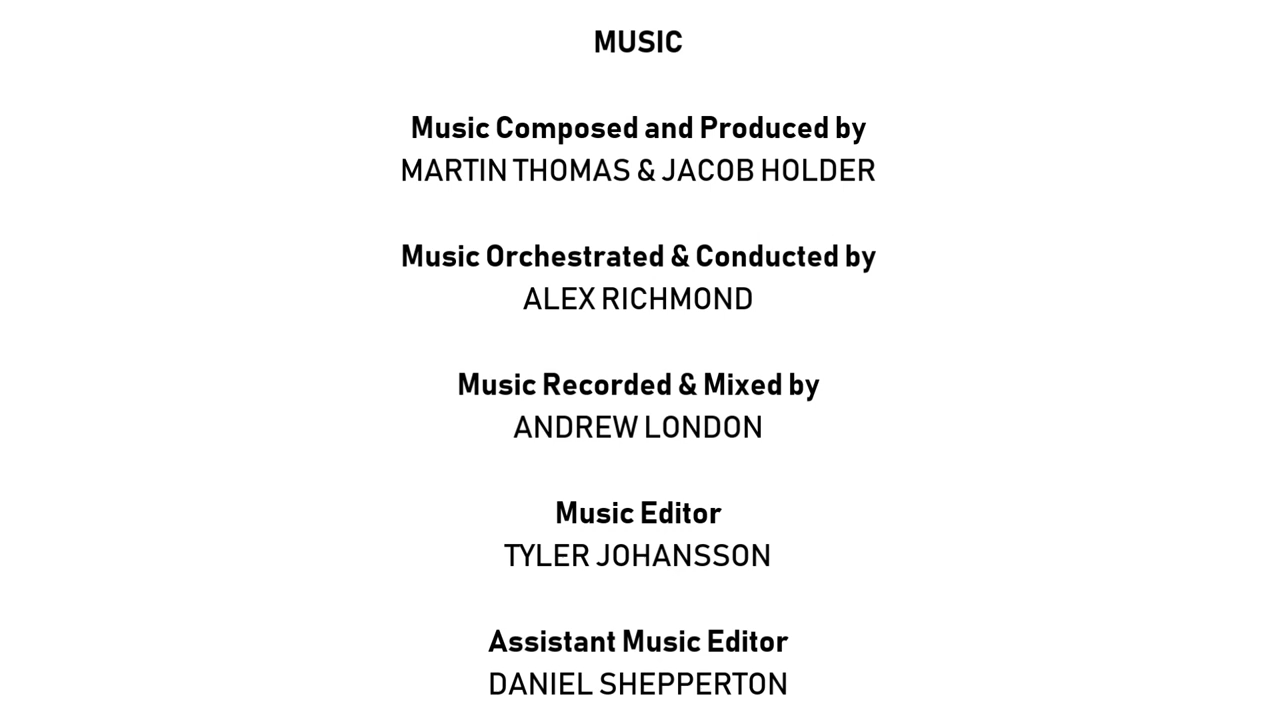 MUSIC
Music Composed and Produced by
MARTIN THOMAS & JACOB HOLDER
Music Orchestrated & Conducted by
ALEX RICHMOND
Music Recorded & Mixed by
ANDREW LONDON
Music Editor
TYLER JOHANSSON
Assistant Music Editor
DANIEL SHEPPERTON